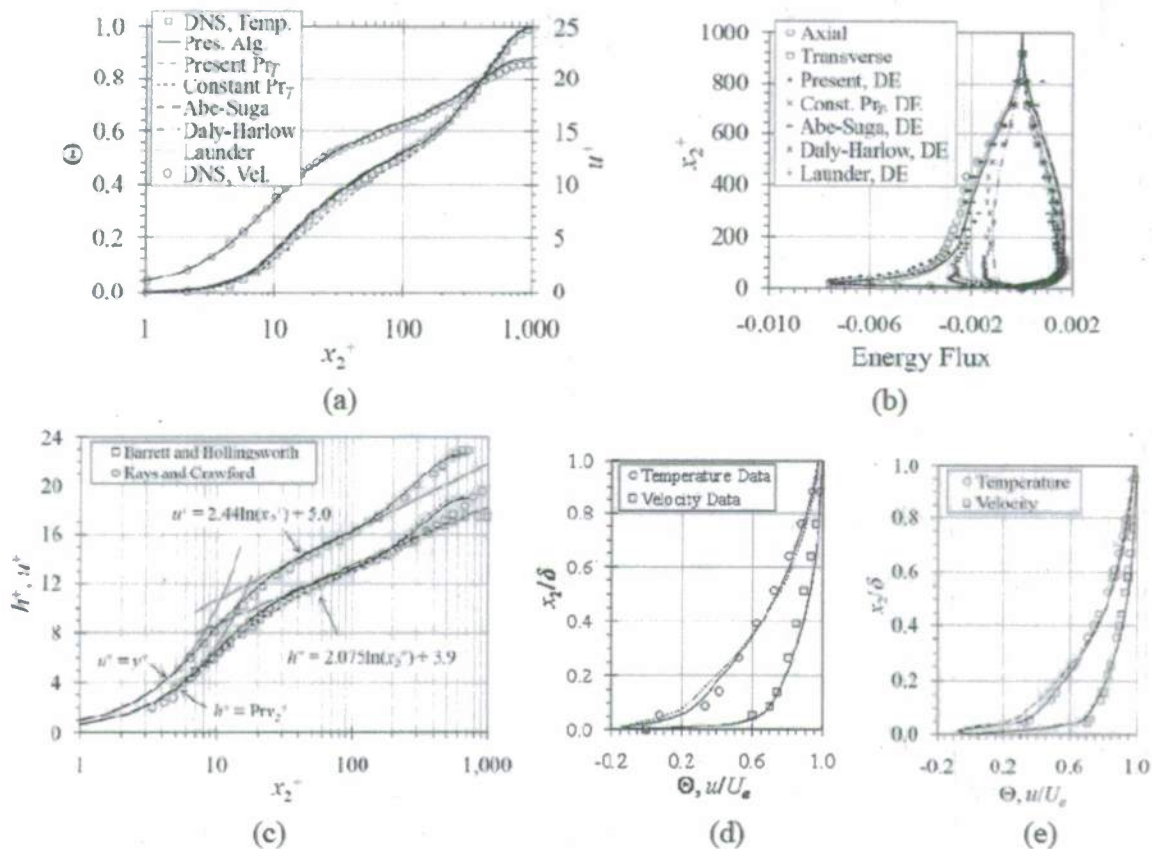 DNS, Temp.
Pres. Alg.
Present Pr_T
Constant Pr_T
Abe-Suga
Daly-Harlow
Launder
DNS, Vel.
Θ
1.0
0.8
0.6
0.4
0.2
0.0
25
20
15
10
5
0
u⁺
1 10 100 1,000
x₂⁺
(a)
Axial
Transverse
Present, DE
Const. Pr_T, DE
Abe-Suga, DE
Daly-Harlow, DE
Launder, DE
x₂⁺
1000
800
600
400
200
0
-0.010 -0.006 -0.002 0.002
Energy Flux
(b)
Barrett and Hollingsworth
Kays and Crawford
h⁺, u⁺
24
20
16
12
8
4
0
u⁺ = 2.44ln(x₂⁺) + 5.0
h⁺ = 2.075ln(x₂⁺) + 3.9
u⁺ = y⁺
h⁺ = Pry₂⁺
1 10 100 1,000
x₂⁺
(c)
Temperature Data
Velocity Data
x₂/δ
1.0
0.8
0.6
0.4
0.2
0.0
-0.2 0.2 0.6 1.0
Θ, u/U_e
(d)
Temperature
Velocity
x₂/δ
1.0
0.8
0.6
0.4
0.2
0.0
-0.2 0.2 0.6 1.0
Θ, u/U_e
(e)